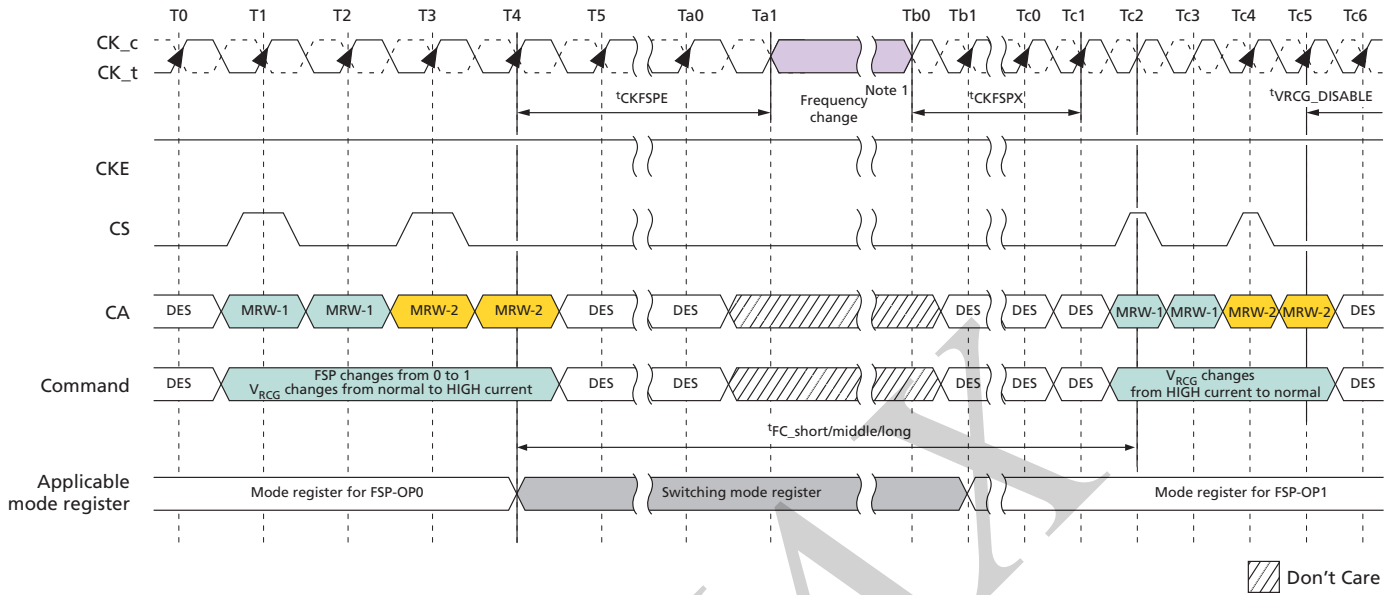 T0 T1 T2 T3 T4 T5 Ta0 Ta1 Tb0 Tb1 Tc0 Tc1 Tc2 Tc3 Tc4 Tc5 Tc6
CK_c
CK_t
tCKFSPE
Frequency
change
Note 1
tCKFSPX
tVRCG_DISABLE
CKE
CS
CA DES MRW-1 MRW-1 MRW-2 MRW-2 DES DES DES DES DES MRW-1 MRW-1 MRW-2 MRW-2 DES
Command DES
FSP changes from 0 to 1
VRCG changes from normal to HIGH current
DES DES DES DES DES
VRCG changes
from HIGH current to normal
DES
tFC_short/middle/long
Applicable
mode register
Mode register for FSP-OP0 Switching mode register Mode register for FSP-OP1
Don't Care